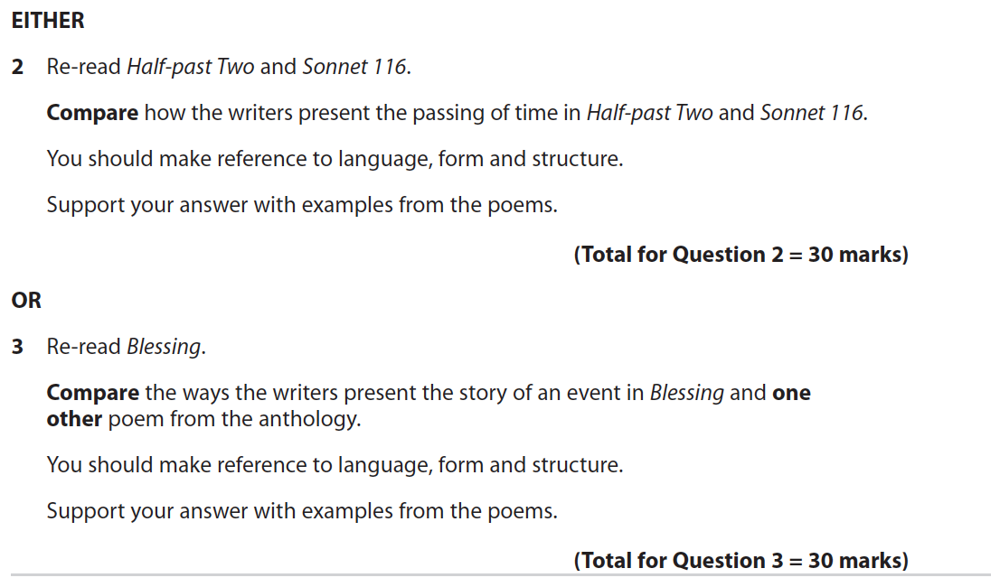 EITHER
2 Re-read Half-past Two and Sonnet 116.
Compare how the writers present the passing of time in Half-past Two and Sonnet 116.
You should make reference to language, form and structure.
Support your answer with examples from the poems.
(Total for Question 2 = 30 marks)
OR
3 Re-read Blessing.
Compare the ways the writers present the story of an event in Blessing and one
other poem from the anthology.
You should make reference to language, form and structure.
Support your answer with examples from the poems.
(Total for Question 3 = 30 marks)